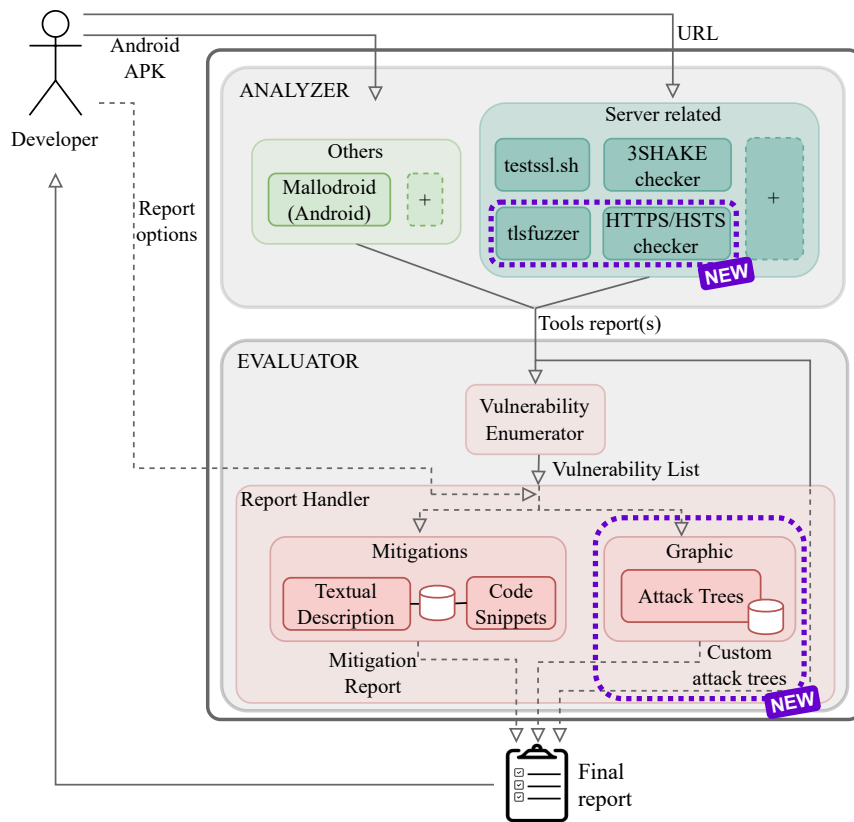 URL
Android
APK
Developer
Report
options
ANALYZER
Server related
Others
testssl.sh
3SHAKE
checker
Mallodroid
(Android)
+
+
tlsfuzzer
HTTPS/HSTS
checker
NEW
Tools report(s)
EVALUATOR
Vulnerability
Enumerator
Vulnerability List
Report Handler
Mitigations
Graphic
Textual
Description
Code
Snippets
Attack Trees
Mitigation
Report
Custom
attack trees
NEW
Final
report